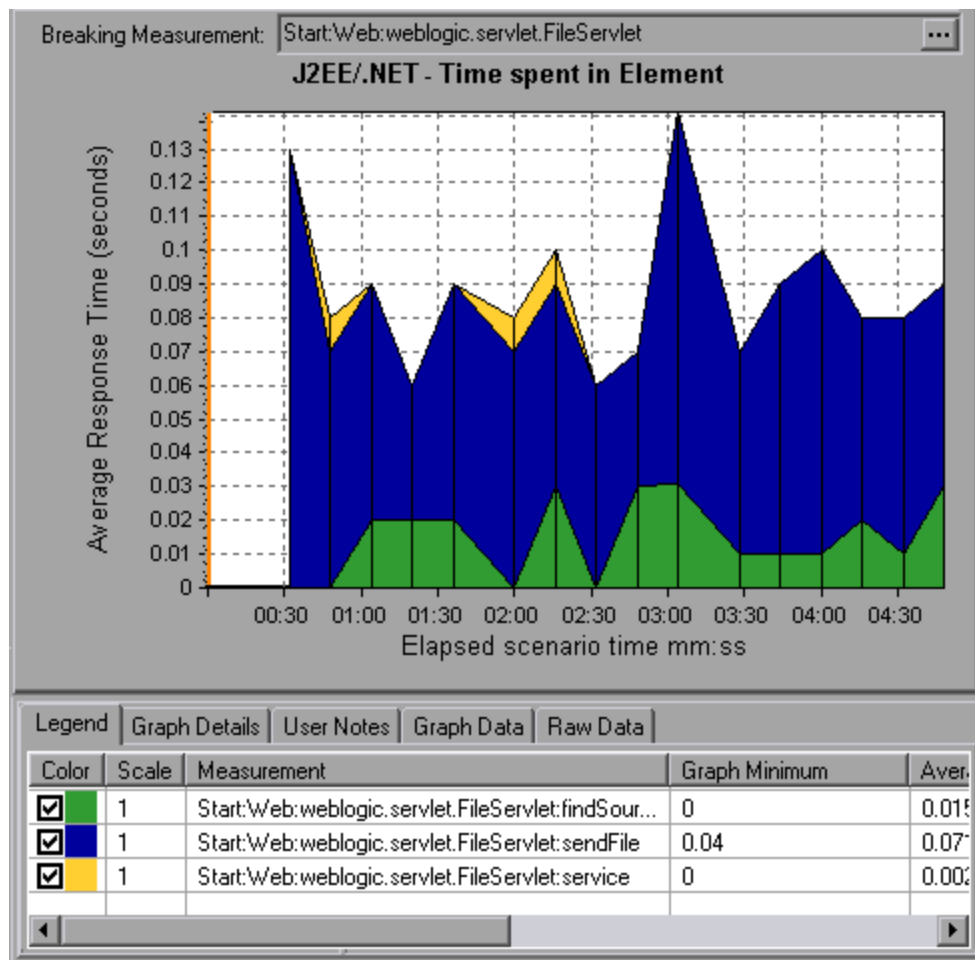 Breaking Measurement: Start:Web:weblogic.servlet.FileServlet ...
J2EE/.NET - Time spent in Element
Average Response Time (seconds)
0.13
0.12
0.11
0.1
0.09
0.08
0.07
0.06
0.05
0.04
0.03
0.02
0.01
0
00:30 01:00 01:30 02:00 02:30 03:00 03:30 04:00 04:30
Elapsed scenario time mm:ss
Legend Graph Details User Notes Graph Data Raw Data
Color Scale Measurement Graph Minimum
1 Start:Web:weblogic.servlet.FileServlet:findSour... 0
1 Start:Web:weblogic.servlet.FileServlet:sendFile 0.04
1 Start:Web:weblogic.servlet.FileServlet:service 0